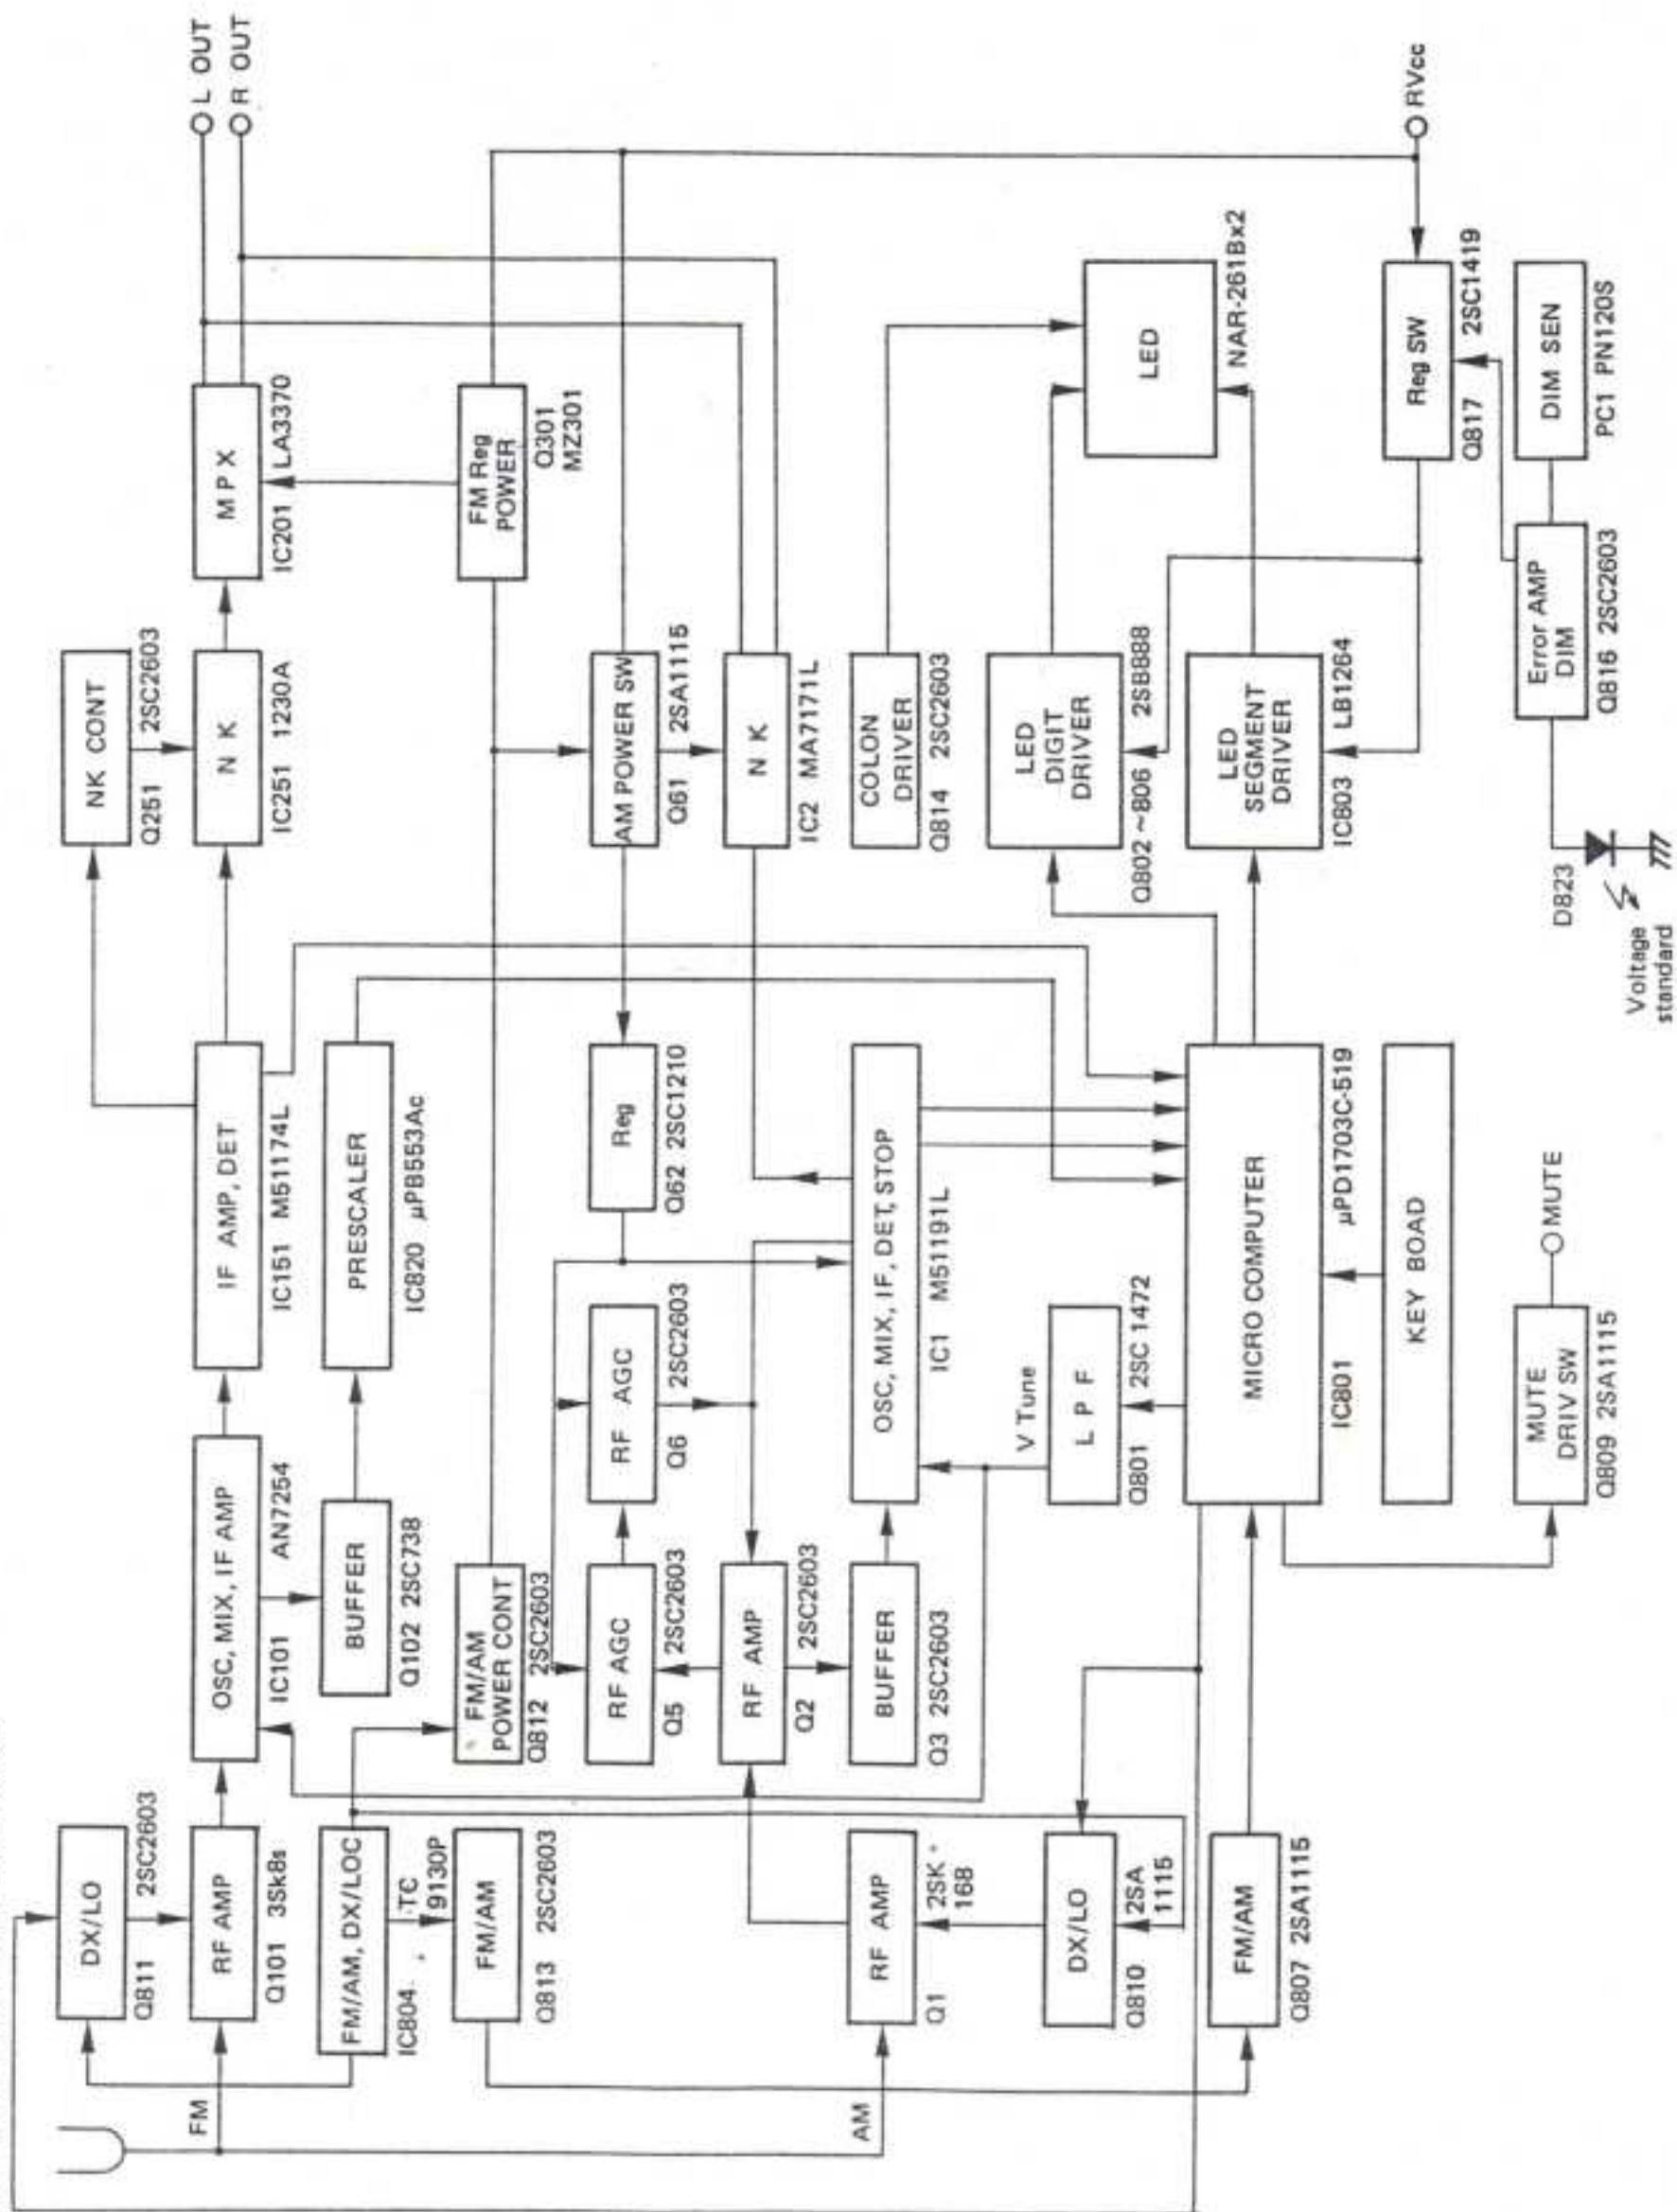 L OUT
R OUT
NK CONT
Q251 2SC2603
DX/LO
Q811 2SC2603
RF AMP
Q101 3Sk8s
OSC, MIX, IF AMP
IC101 AN7254
IF AMP, DET
IC151 M51174L
N K
IC251 1230A
M P X
IC201 LA3370
FM
FM/AM, DX/LOC
IC804
TC
9130P
BUFFER
Q102 2SC738
PRESCALER
IC820 μPB553Ac
FM/AM
Q813 2SC2603
FM/AM
POWER CONT
Q812 2SC2603
FM Reg
POWER
Q301
MZ301
RF AGC
Q5 2SC2603
RF AGC
Q6 2SC2603
Reg
Q62 2SC1210
AM POWER SW
Q61 2SA1115
RF AMP
Q2 2SC2603
N K
IC2 MA7171L
AM
RF AMP
Q1 2SK
168
BUFFER
Q3 2SC2603
OSC, MIX, IF, DET, STOP
IC1 M51191L
COLON
DRIVER
Q814 2SC2603
V Tune
DX/LO
Q810 2SA
1115
L P F
Q801 2SC 1472
LED
DIGIT
DRIVER
Q802 ~806 2SB888
LED
NAR-261Bx2
FM/AM
Q807 2SA1115
MICRO COMPUTER
IC801 μPD1703C-519
LED
SEGMENT
DRIVER
IC803 LB1264
KEY BOAD
Reg SW
Q817 2SC1419
RVcc
MUTE
DRIV SW
Q809 2SA1115
MUTE
Error AMP
DIM
Q816 2SC2603
DIM SEN
PC1 PN120S
D823
Voltage
standard